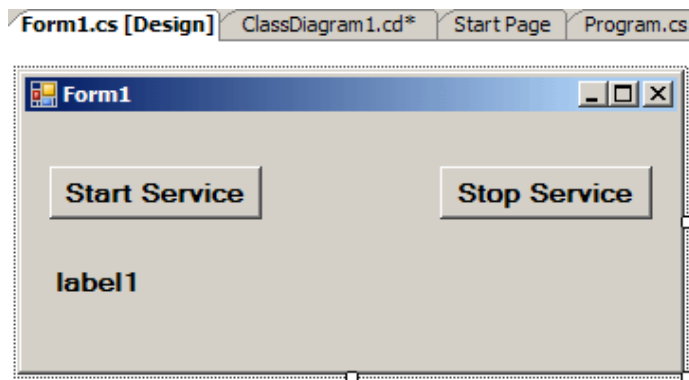 Form1.cs [Design] ClassDiagram1.cd* Start Page Program.cs
Form1
Start Service Stop Service
label1